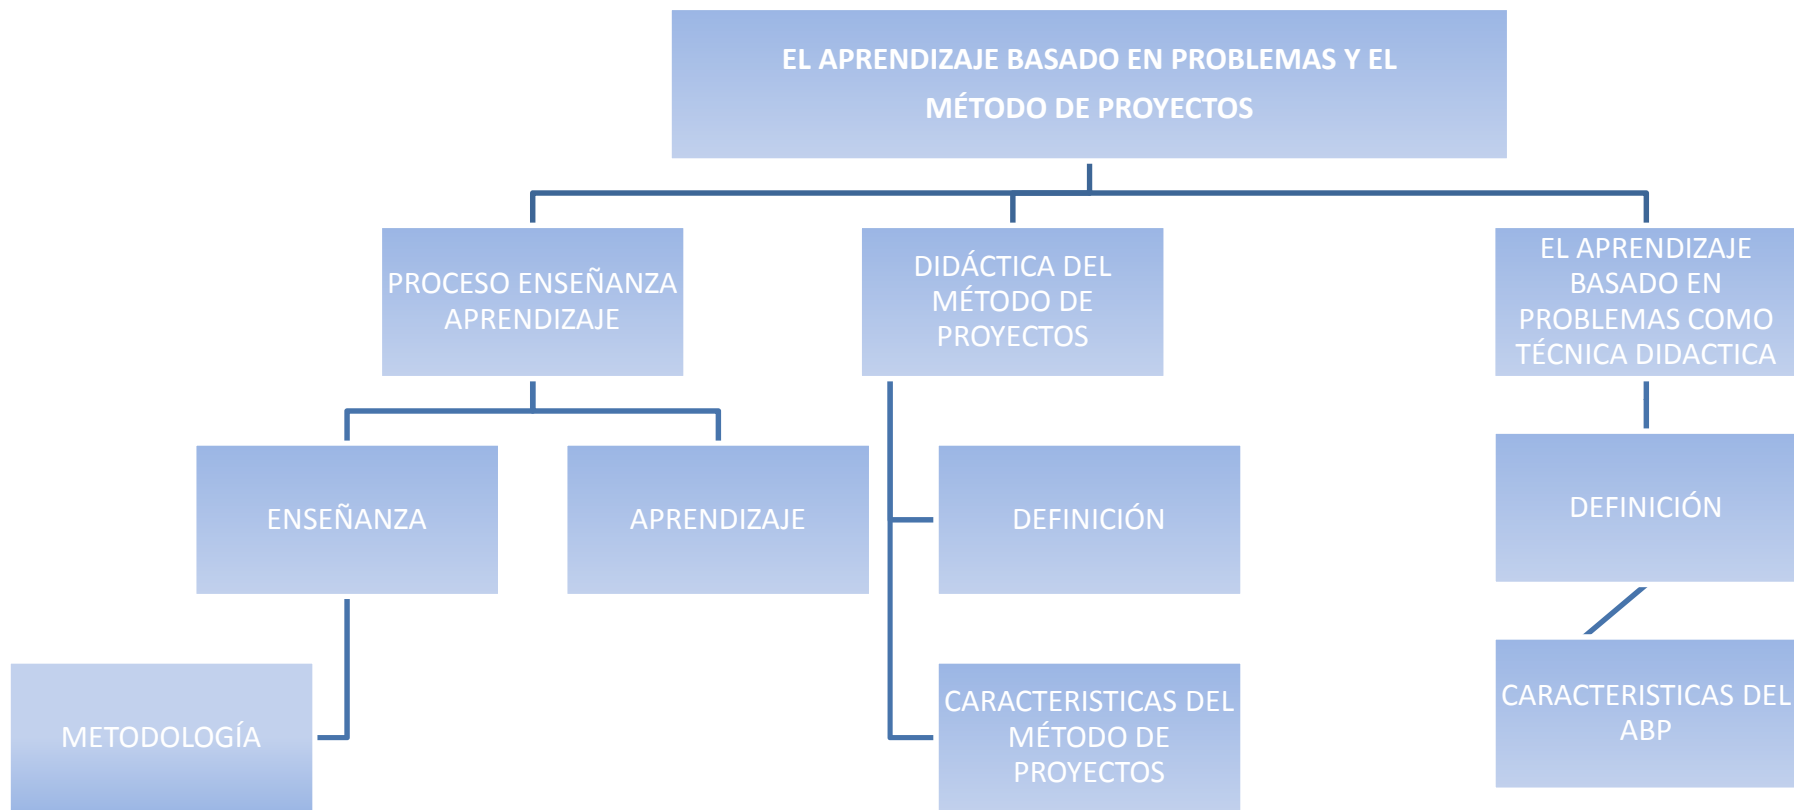 EL APRENDIZAJE BASADO EN PROBLEMAS Y EL
MÉTODO DE PROYECTOS
PROCESO ENSEÑANZA
APRENDIZAJE
DIDÁCTICA DEL
MÉTODO DE
PROYECTOS
EL APRENDIZAJE
BASADO EN
PROBLEMAS COMO
TÉCNICA DIDACTICA
ENSEÑANZA
APRENDIZAJE
DEFINICIÓN
DEFINICIÓN
METODOLOGÍA
CARACTERISTICAS DEL
MÉTODO DE
PROYECTOS
CARACTERISTICAS DEL
ABP